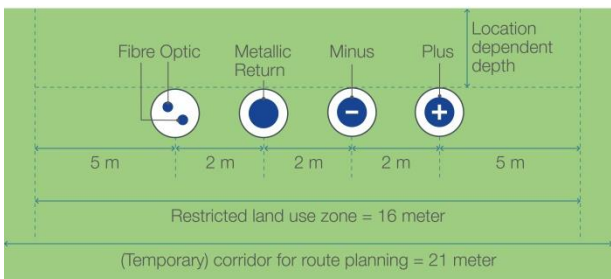 Location
dependent
depth
Fibre Optic
Metallic
Return
Minus
Plus
−
+
5 m
2 m
2 m
2 m
5 m
Restricted land use zone = 16 meter
(Temporary) corridor for route planning = 21 meter